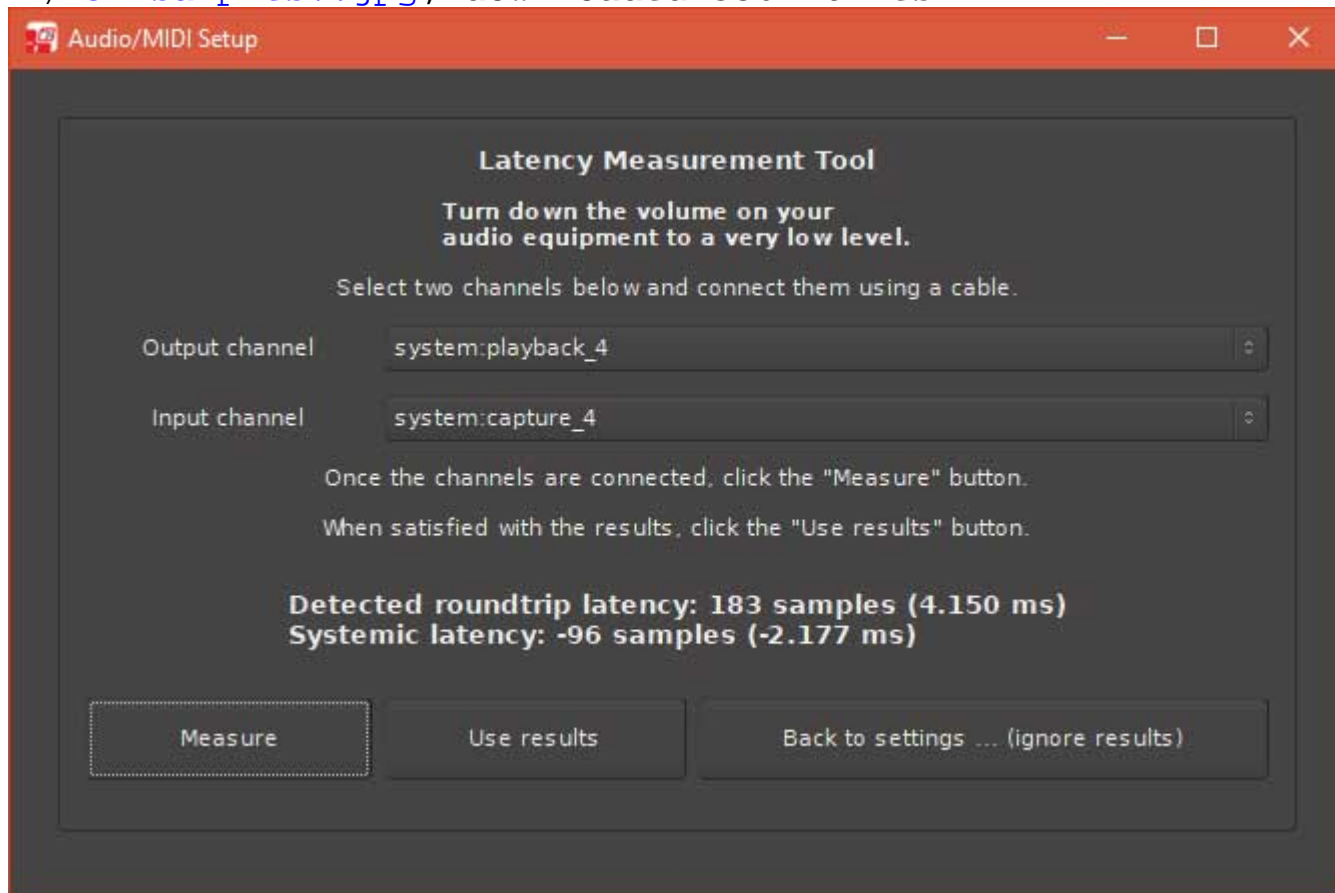 Audio/MIDI Setup
Latency Measurement Tool
Turn down the volume on your
audio equipment to a very low level.
Select two channels below and connect them using a cable.
Output channel system:playback_4
Input channel system:capture_4
Once the channels are connected, click the "Measure" button.
When satisfied with the results, click the "Use results" button.
Detected roundtrip latency: 183 samples (4.150 ms)
Systemic latency: -96 samples (-2.177 ms)
Measure Use results Back to settings ... (ignore results)